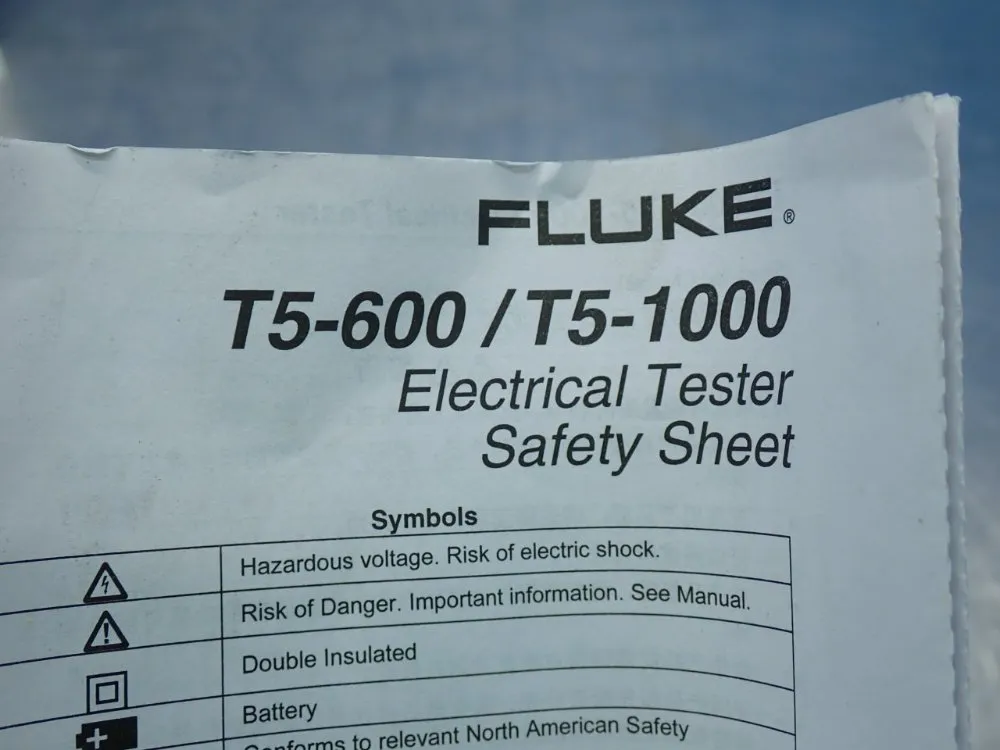 FLUKE®
T5-600 / T5-1000
Electrical Tester
Safety Sheet
Symbols
Hazardous voltage. Risk of electric shock.
Risk of Danger. Important information. See Manual.
Double Insulated
Battery
Conforms to relevant North American Safety